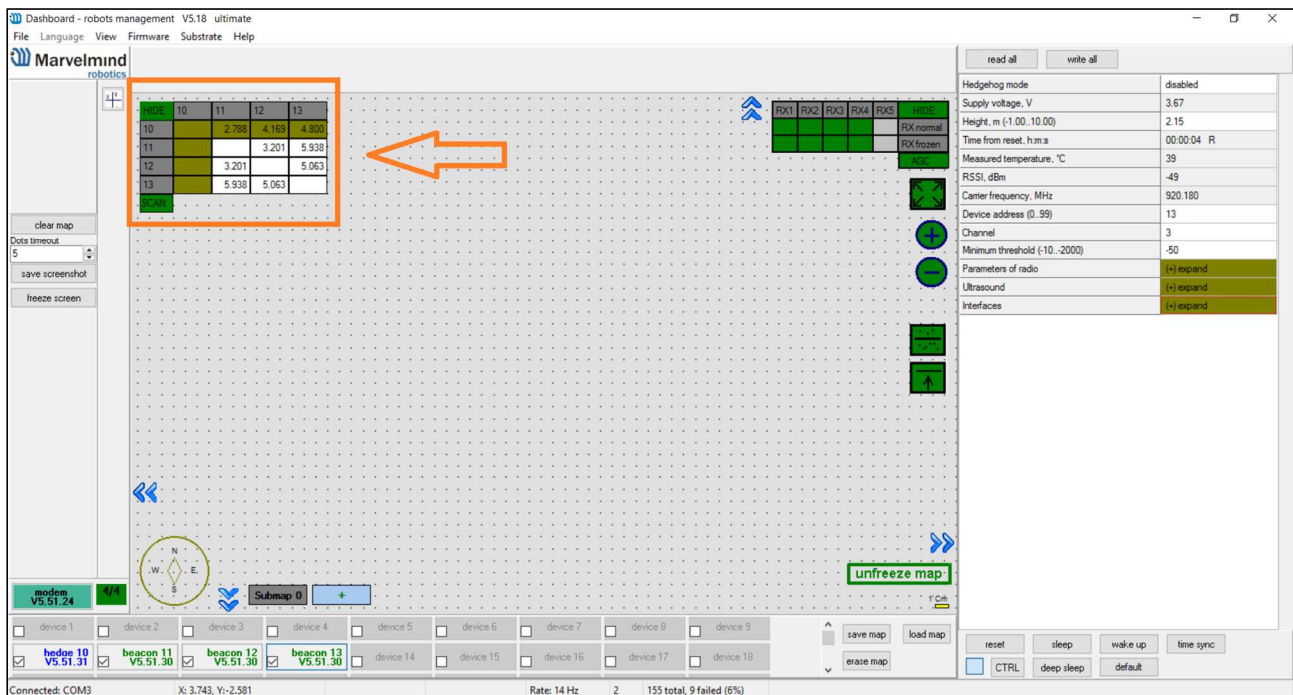 Dashboard - robots management V5.18 ultimate
File Language View Firmware Substrate Help
Marvelmind
robotics
clear map
Dots timeout
5
save screenshot
freeze screen
modem
V5.51.24
4/4
x Y
HIDE 10 11 12 13
10 2.788 4.169 4.800
11 3.201 5.938
12 3.201 5.063
13 5.938 5.063
SCAN
RX1 RX2 RX3 RX4 RX5 HIDE
RX normal
RX frozen
AGC
N
W E
S
Submap 0 +
unfreeze map
1 Cm
read all write all
Hedgehog mode disabled
Supply voltage, V 3.67
Height, m (-1.00..10.00) 2.15
Time from reset, h:m:s 00:00:04 R
Measured temperature, °C 39
RSSI, dBm -49
Carrier frequency, MHz 920.180
Device address (0..99) 13
Channel 3
Minimum threshold (-10..-2000) -50
Parameters of radio (+) expand
Ultrasound (+) expand
Interfaces (+) expand
device 1 device 2 device 3 device 4 device 5 device 6 device 7 device 8 device 9
hedge 10 beacon 11 beacon 12 beacon 13 device 14 device 15 device 16 device 17 device 18
V5.51.31 V5.51.30 V5.51.30 V5.51.30
save map load map
erase map
reset sleep wake up time sync
CTRL deep sleep default
Connected: COM3 X: 3.743, Y:-2.581 Rate: 14 Hz 2 155 total, 9 failed (6%)